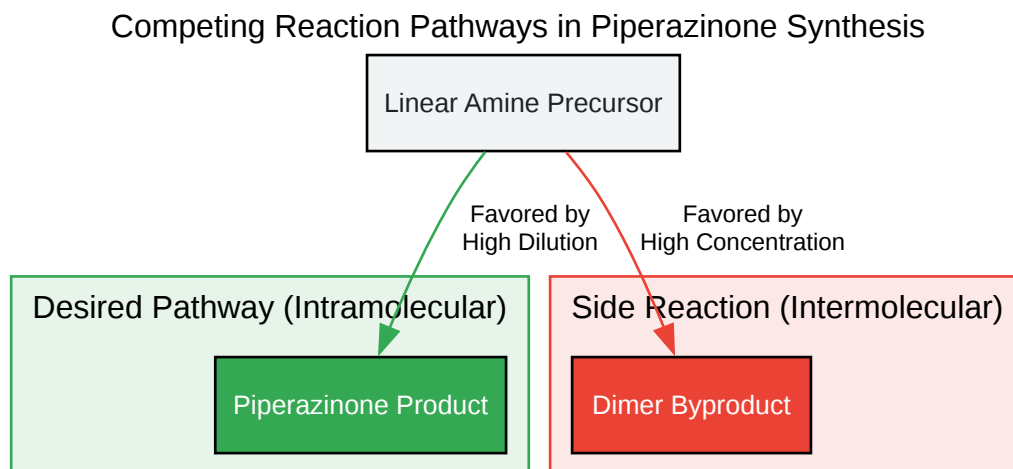 Competing Reaction Pathways in Piperazinone Synthesis
Linear Amine Precursor
Favored by
High Dilution
Favored by
High Concentration
Desired Pathway (Intramolecular)
Side Reaction (Intermolecular)
Piperazinone Product
Dimer Byproduct